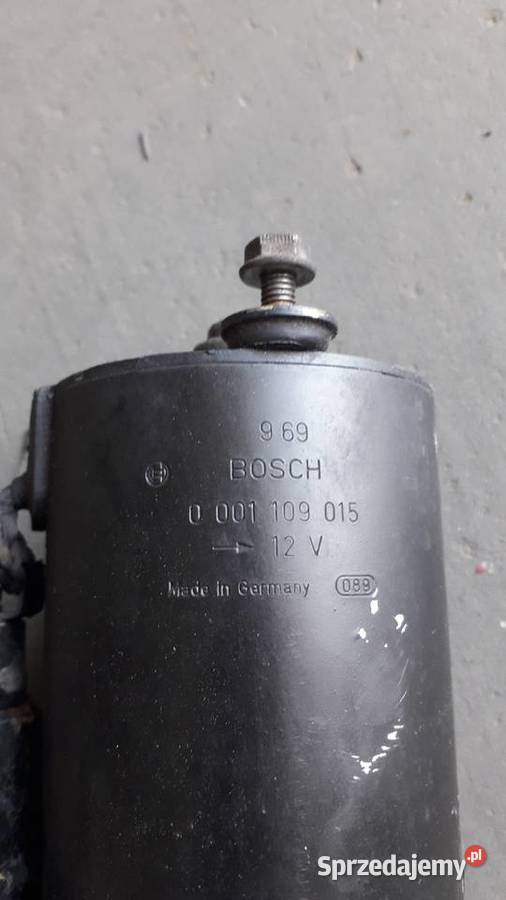 9 69
BOSCH
0 001 109 015
→ 12 V
Made in Germany 089
Sprzedajemy.pl